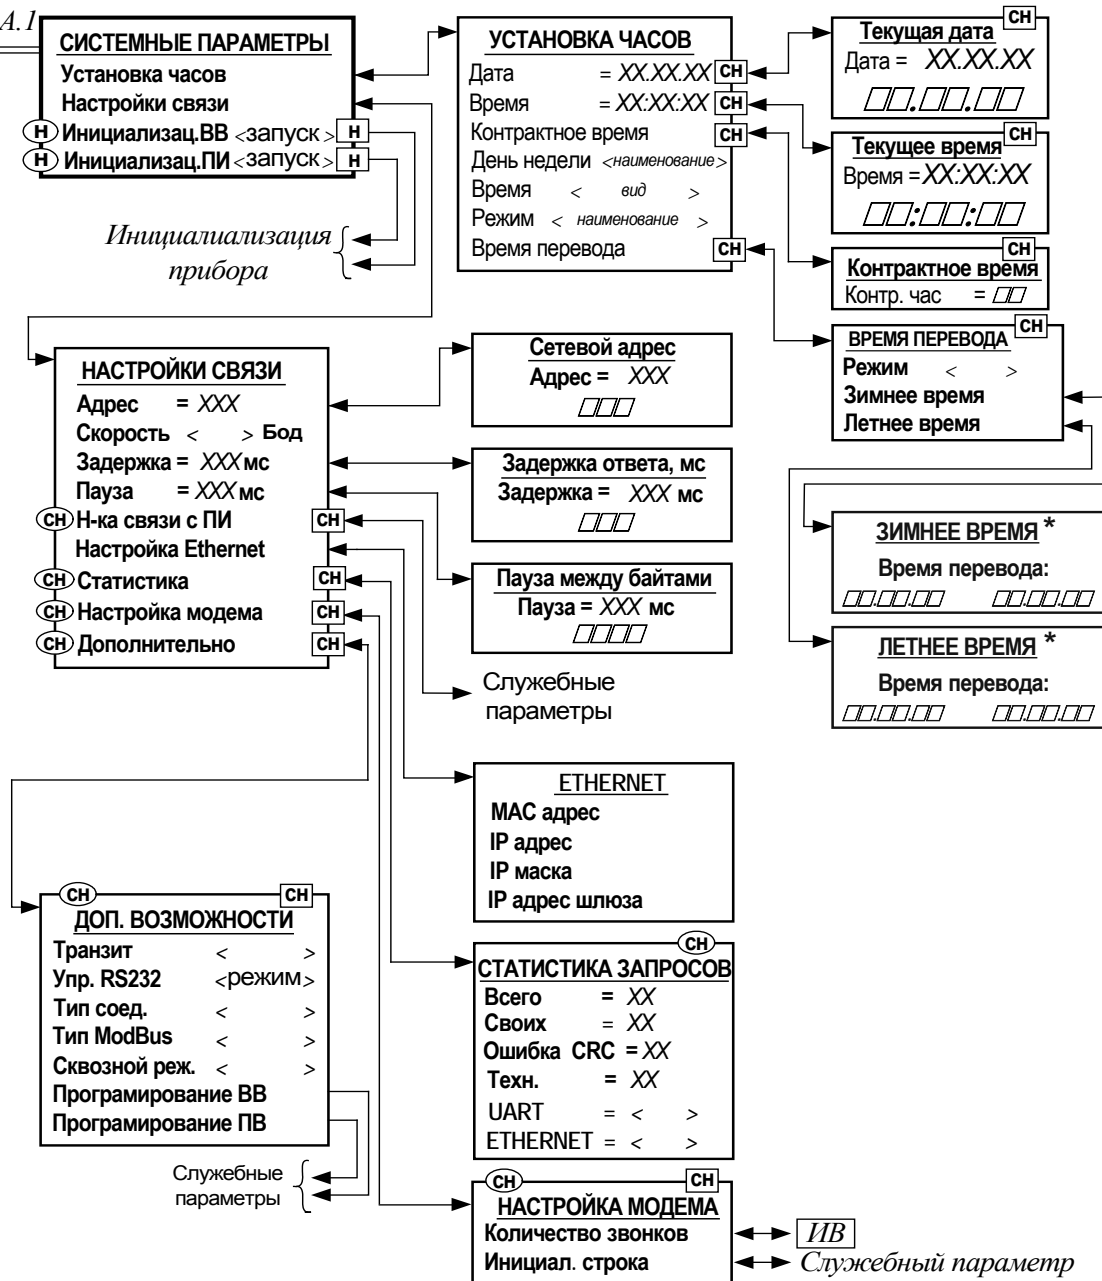 А.1
СИСТЕМНЫЕ ПАРАМЕТРЫ
Установка часов
Настройки связи
Н Инициализац.ВВ <запуск> Н
Н Инициализац.ПИ <запуск> Н
Инициалиализация
прибора
УСТАНОВКА ЧАСОВ
Дата = XX.XX.XX СН
Время = XX:XX:XX СН
Контрактное время СН
День недели <наименование>
Время < вид >
Режим < наименование >
Время перевода СН
СН
Текущая дата
Дата = XX.XX.XX
СН
Текущее время
Время = XX:XX:XX
СН
Контрактное время
Контр. час =
СН
ВРЕМЯ ПЕРЕВОДА
Режим < >
Зимнее время
Летнее время
ЗИМНЕЕ ВРЕМЯ *
Время перевода:
ЛЕТНЕЕ ВРЕМЯ *
Время перевода:
НАСТРОЙКИ СВЯЗИ
Адрес = XXX
Скорость < > Бод
Задержка = XXX мс
Пауза = XXX мс
СН Н-ка связи с ПИ СН
Настройка Ethernet
СН Статистика СН
СН Настройка модема СН
СН Дополнительно СН
Сетевой адрес
Адрес = XXX
Задержка ответа, мс
Задержка = XXX мс
Пауза между байтами
Пауза = XXX мс
Служебные
параметры
ETHERNET
МАС адрес
IP адрес
IP маска
IP адрес шлюза
СН СН
ДОП. ВОЗМОЖНОСТИ
Транзит < >
Упр. RS232 <режим>
Тип соед. < >
Тип ModBus < >
Сквозной реж. < >
Програмирование ВВ
Програмирование ПВ
Служебные
параметры
СН
СТАТИСТИКА ЗАПРОСОВ
Всего = XX
Своих = XX
Ошибка CRC = XX
Техн. = XX
UART = < >
ETHERNET = < >
СН СН
НАСТРОЙКА МОДЕМА
Количество звонков
ИВ
Инициал. строка
Служебный параметр